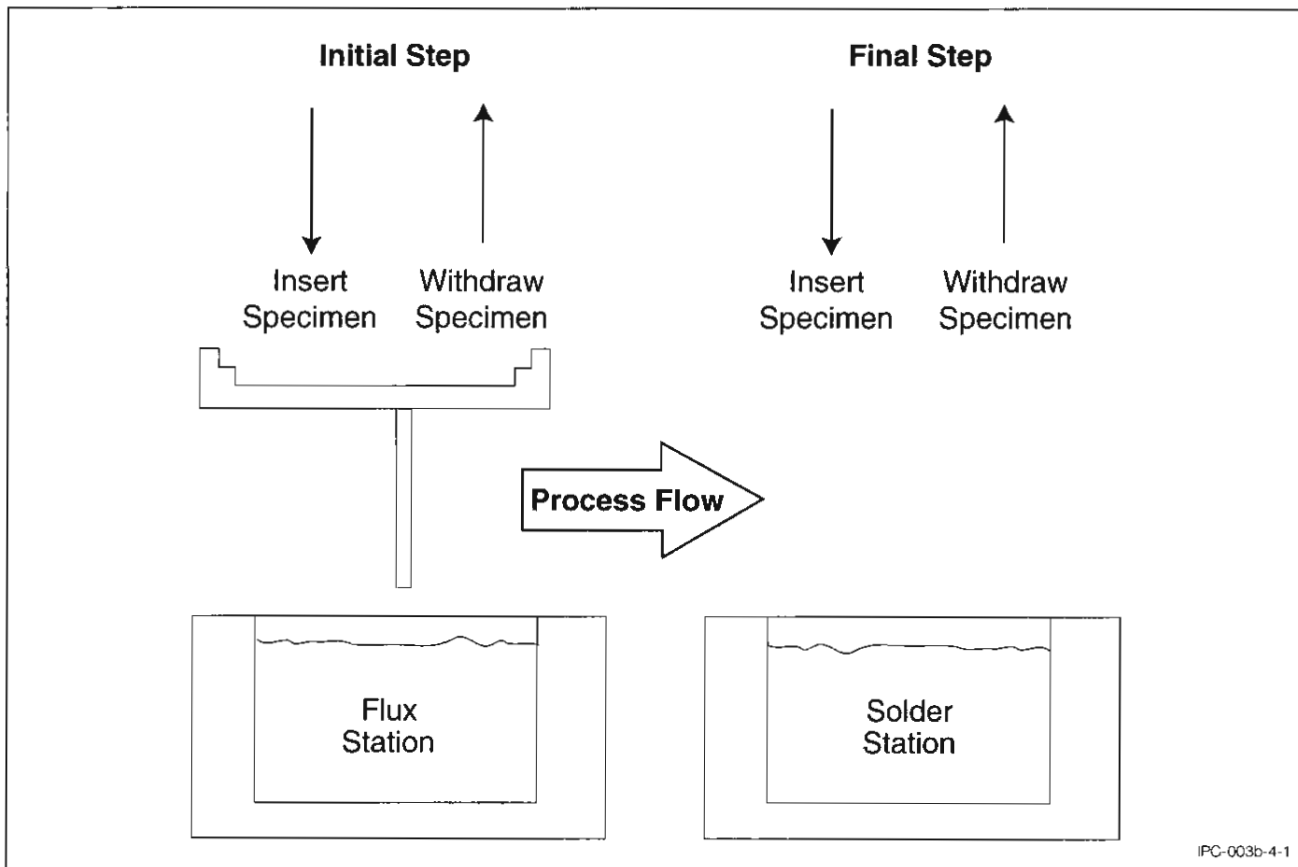 Initial Step
Final Step
Insert
Specimen
Withdraw
Specimen
Insert
Specimen
Withdraw
Specimen
Process Flow
Flux
Station
Solder
Station
IPC-003b-4-1